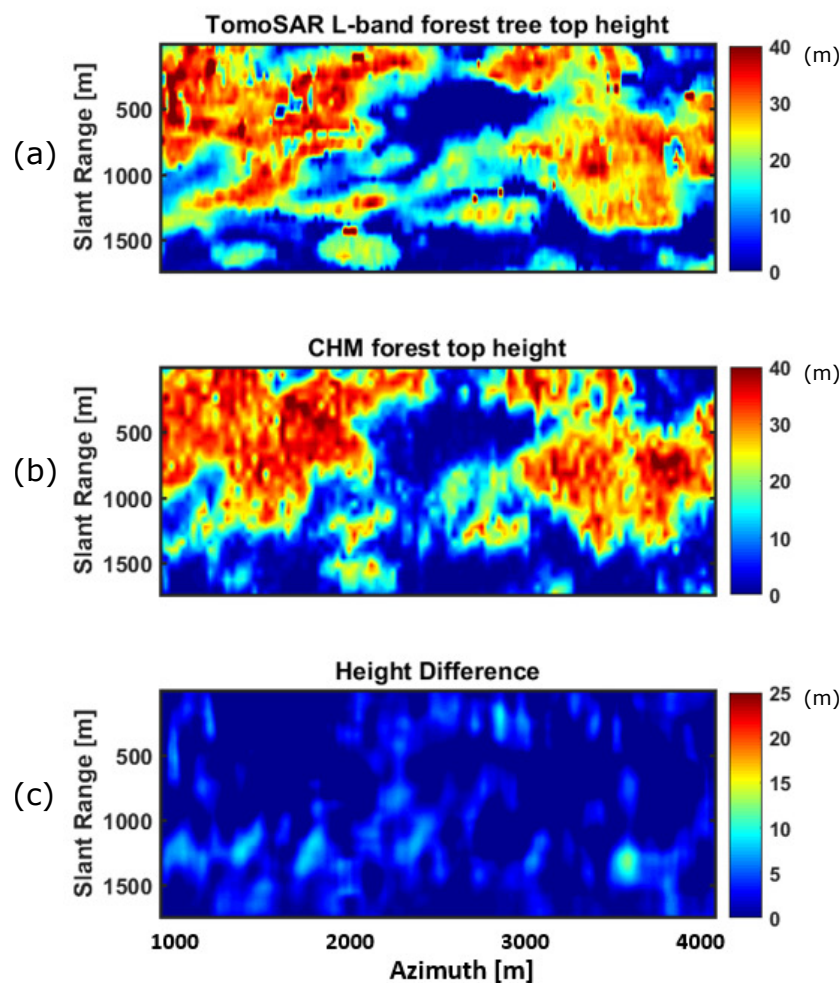 TomoSAR L-band forest tree top height
(a)
Slant Range [m]
500
1000
1500
40 (m)
30
20
10
0
CHM forest top height
(b)
Slant Range [m]
500
1000
1500
40 (m)
30
20
10
0
Height Difference
(c)
Slant Range [m]
500
1000
1500
25 (m)
20
15
10
5
0
1000 2000 3000 4000
Azimuth [m]